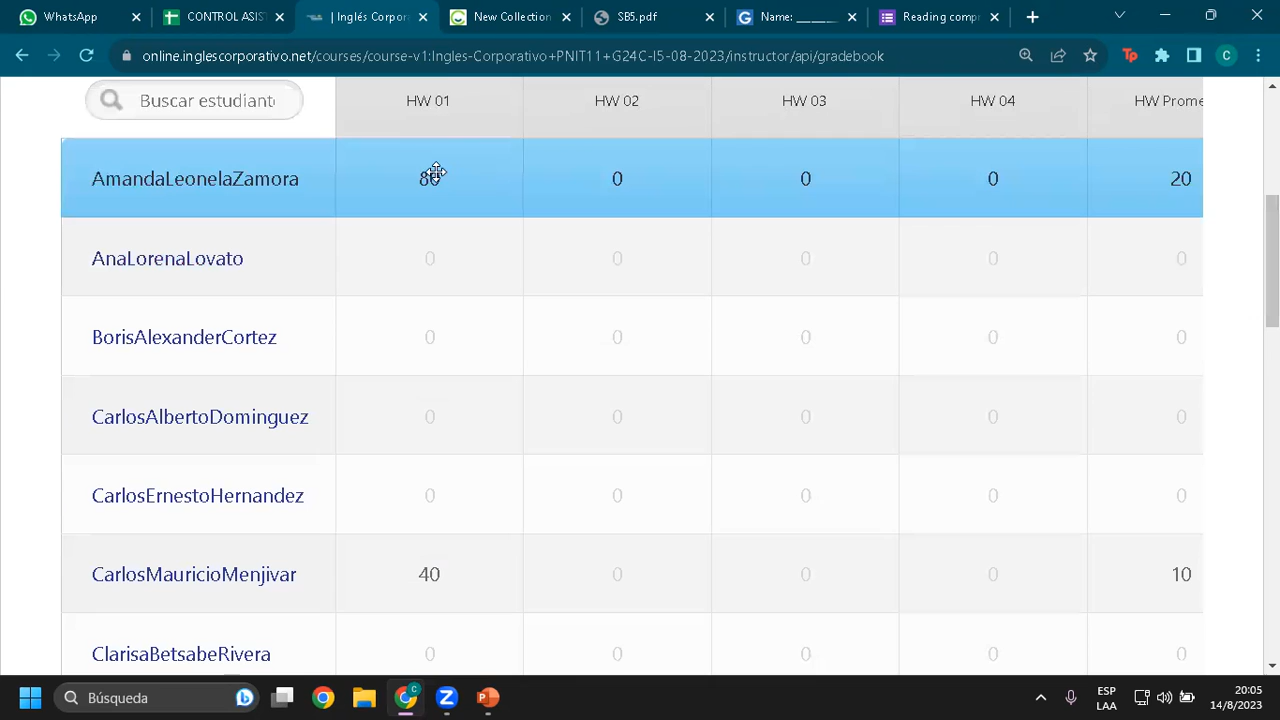 WhatsApp
CONTROL ASIS
| Inglés Corpor
New Collection
SB5.pdf
Name: ______
Reading compr
online.inglescorporativo.net/courses/course-v1:Ingles-Corporativo+PNIT11+G24C-I5-08-2023/instructor/api/gradebook
Buscar estudiant
HW 01 HW 02 HW 03 HW 04 HW Prome
AmandaLeonelaZamora 80 0 0 0 20
AnaLorenaLovato 0 0 0 0 0
BorisAlexanderCortez 0 0 0 0 0
CarlosAlbertoDominguez 0 0 0 0 0
CarlosErnestoHernandez 0 0 0 0 0
CarlosMauricioMenjivar 40 0 0 0 10
ClarisaBetsabeRivera 0 0 0 0 0
Búsqueda
ESP
LAA
20:05
14/8/2023